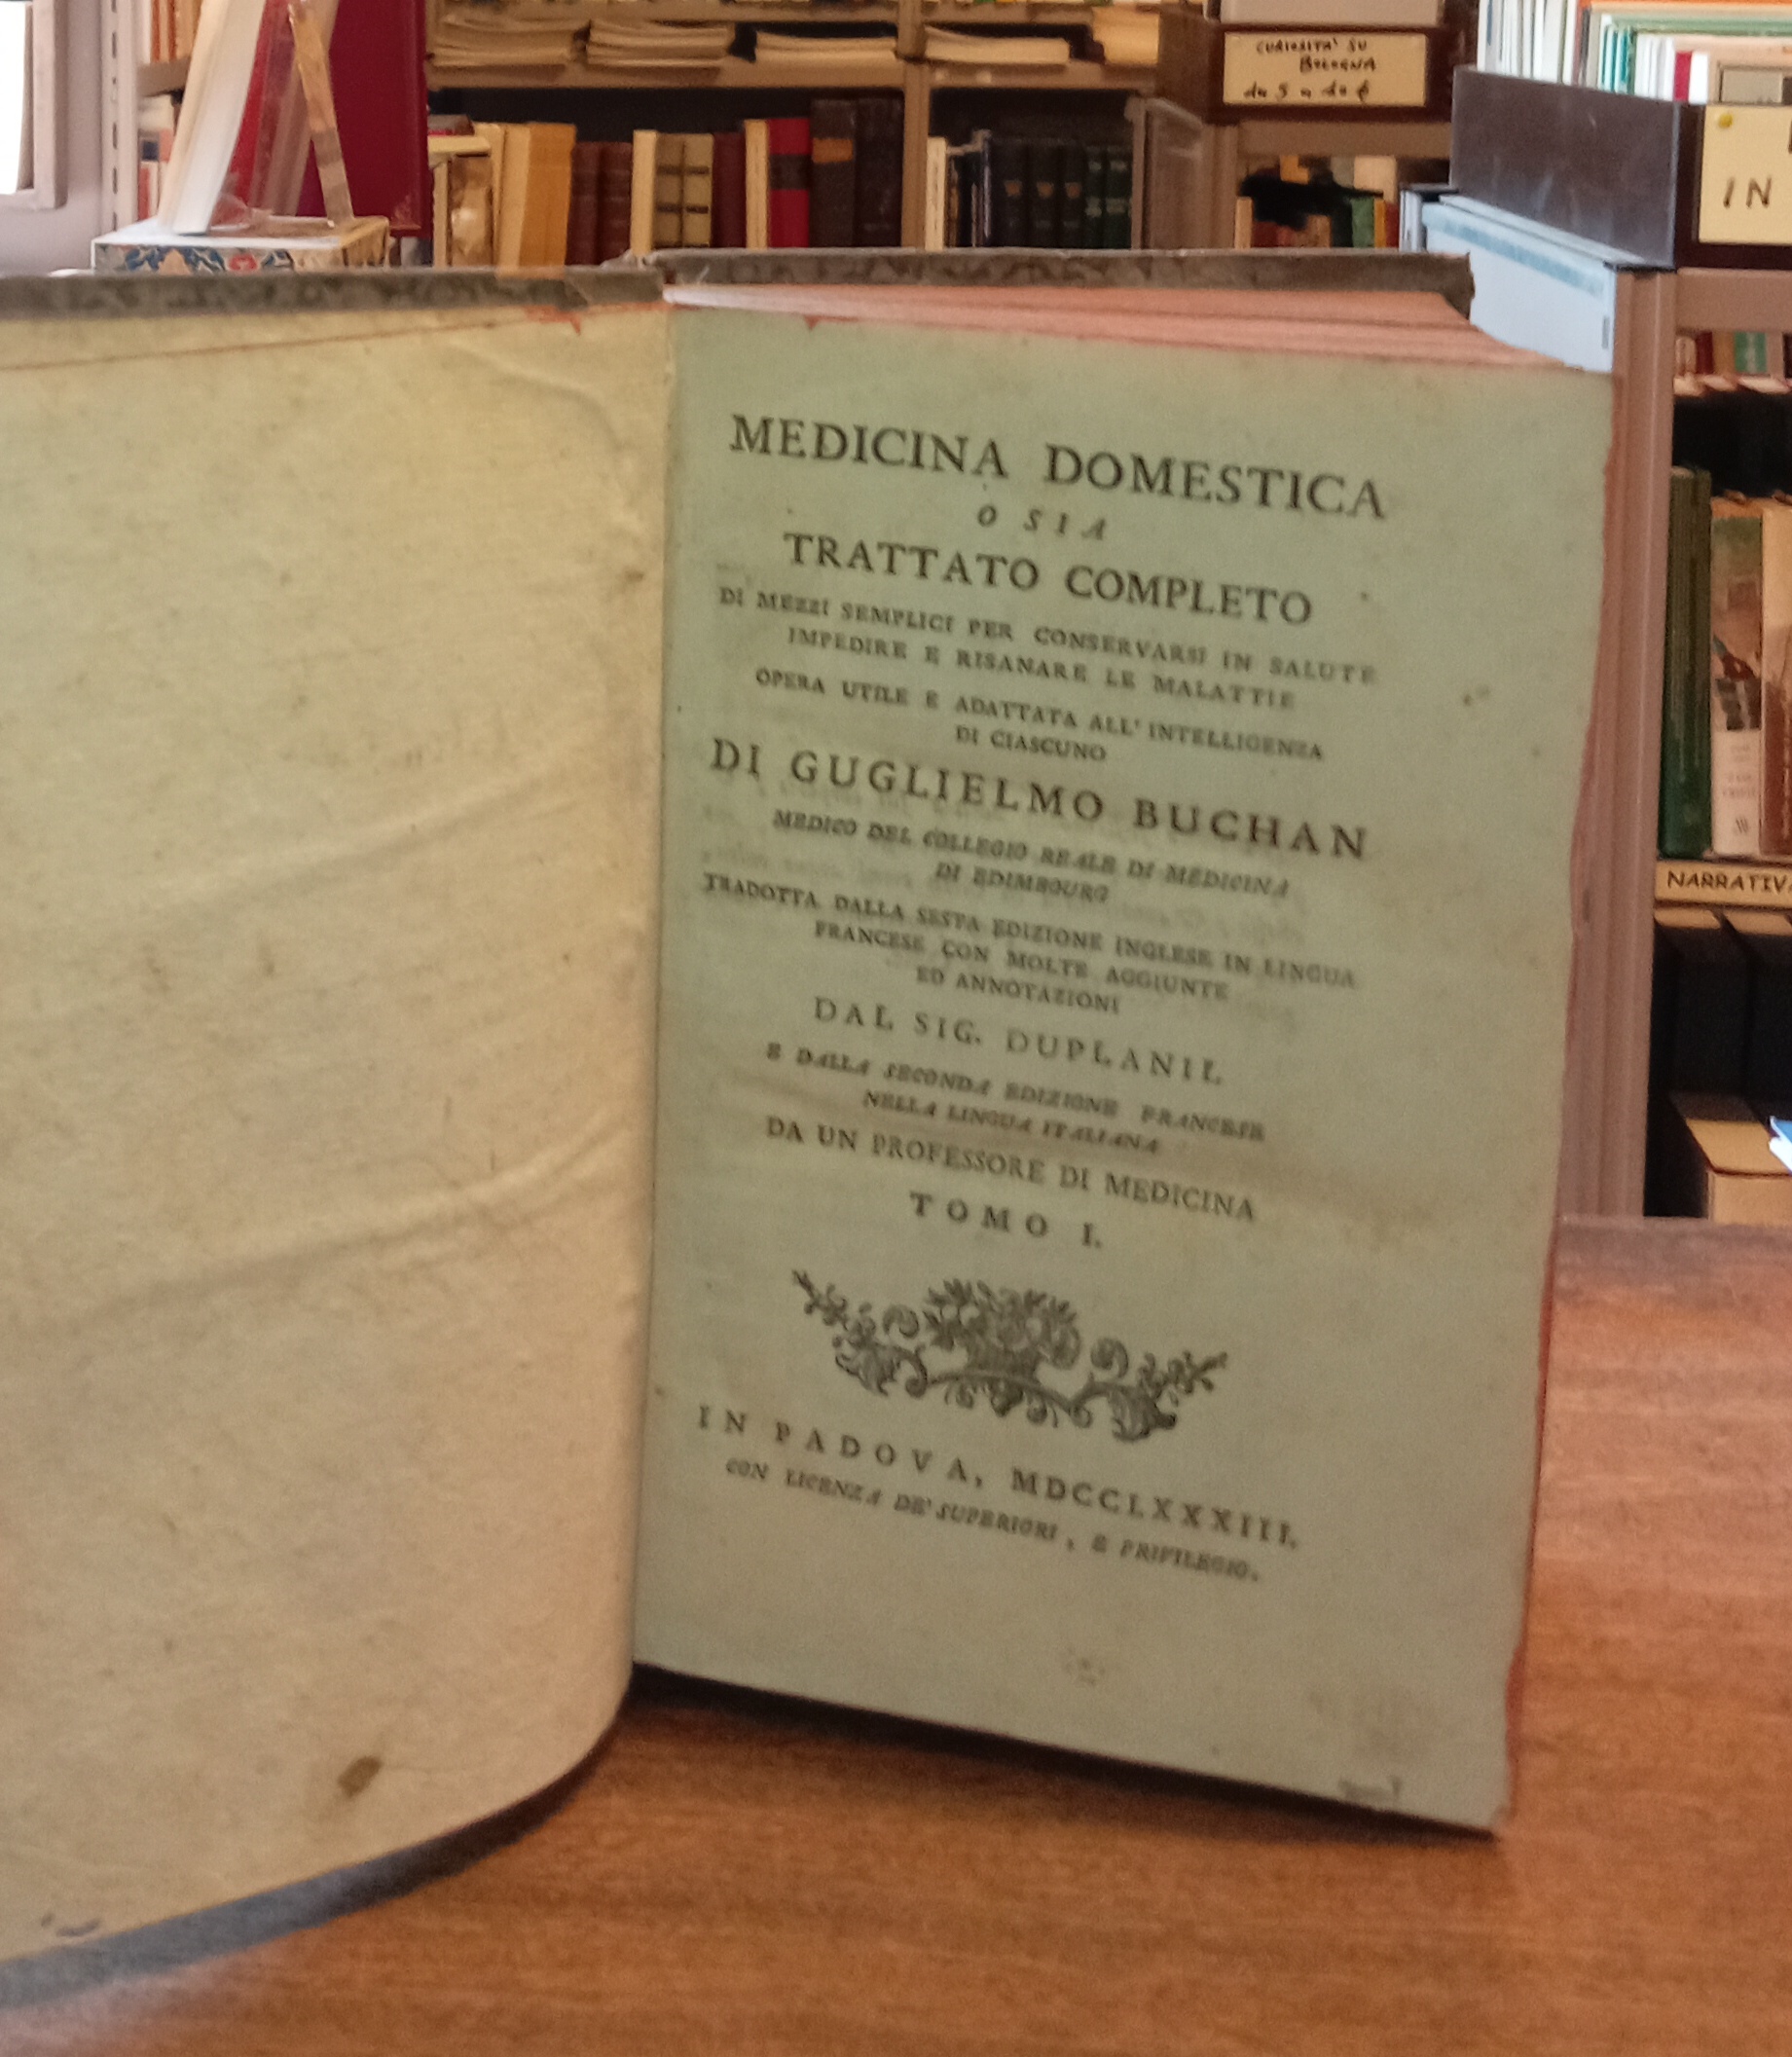 CURIOSITA' SU
BOLOGNA
da 5 a 10 €
IN
NARRATIVA
MEDICINA DOMESTICA
O SIA
TRATTATO COMPLETO
DI MEZZI SEMPLICI PER CONSERVARSI IN SALUTE
IMPEDIRE E RISANARE LE MALATTIE
OPERA UTILE E ADATTATA ALL' INTELLIGENZA
DI CIASCUNO
DI GUGLIELMO BUCHAN
MEDICO DEL COLLEGIO REALE DI MEDICINA
DI EDIMBOURG
TRADOTTA DALLA SESTA EDIZIONE INGLESE IN LINGUA
FRANCESE CON MOLTE AGGIUNTE
ED ANNOTAZIONI
DAL SIG. DUPLANIL
E DALLA SECONDA EDIZIONE FRANCESE
NELLA LINGUA ITALIANA
DA UN PROFESSORE DI MEDICINA
TOMO I.
IN PADOVA, MDCCLXXXIII.
CON LICENZA DE' SUPERIORI, E PRIVILEGIO.